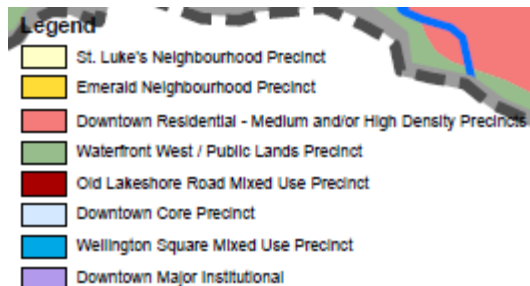 Legend
St. Luke's Neighbourhood Precinct
Emerald Neighbourhood Precinct
Downtown Residential - Medium and/or High Density Precincts
Waterfront West / Public Lands Precinct
Old Lakeshore Road Mixed Use Precinct
Downtown Core Precinct
Wellington Square Mixed Use Precinct
Downtown Major Institutional